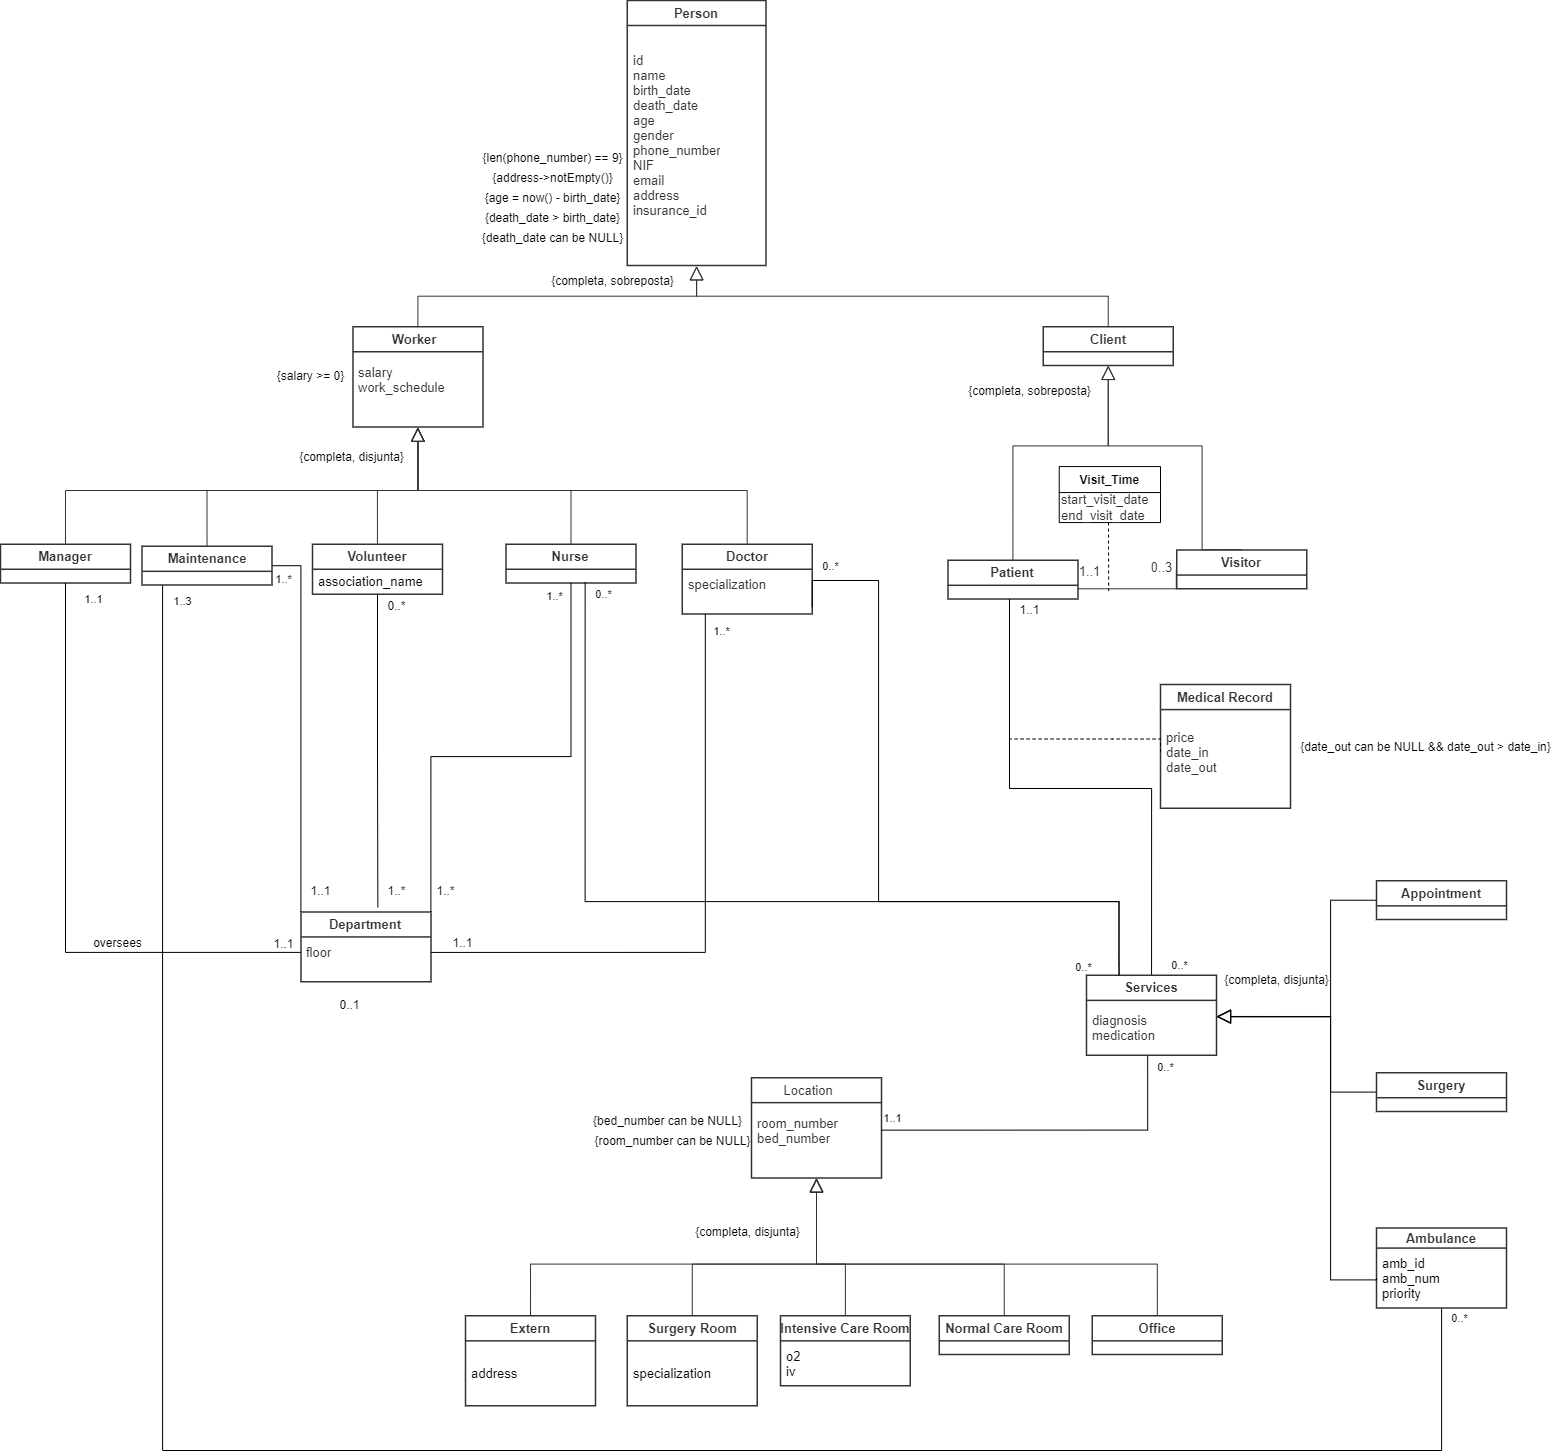 Person
id
name
birth_date
death_date
age
gender
phone_number
NIF
email
address
insurance_id
{len(phone_number) == 9}
{address->notEmpty()}
{age = now() - birth_date}
{death_date > birth_date}
{death_date can be NULL}
{completa, sobreposta}
Worker
salary
work_schedule
{salary >= 0}
Client
{completa, sobreposta}
{completa, disjunta}
Visit_Time
start_visit_date
end_visit_date
Manager
Maintenance
Volunteer
association_name
Nurse
Doctor
specialization
Patient
Visitor
1..1
0..3
1..1
1..1
1..3
1..*
0..*
1..*
0..*
1..*
0..*
Medical Record
price
date_in
date_out
{date_out can be NULL && date_out > date_in}
1..1
1..*
1..*
Department
floor
oversees
1..1
1..1
0..1
Appointment
0..*
0..*
{completa, disjunta}
Services
diagnosis
medication
0..*
Surgery
Location
room_number
bed_number
{bed_number can be NULL}
{room_number can be NULL}
1..1
{completa, disjunta}
Ambulance
amb_id
amb_num
priority
0..*
Extern
address
Surgery Room
specialization
Intensive Care Room
o2
iv
Normal Care Room
Office